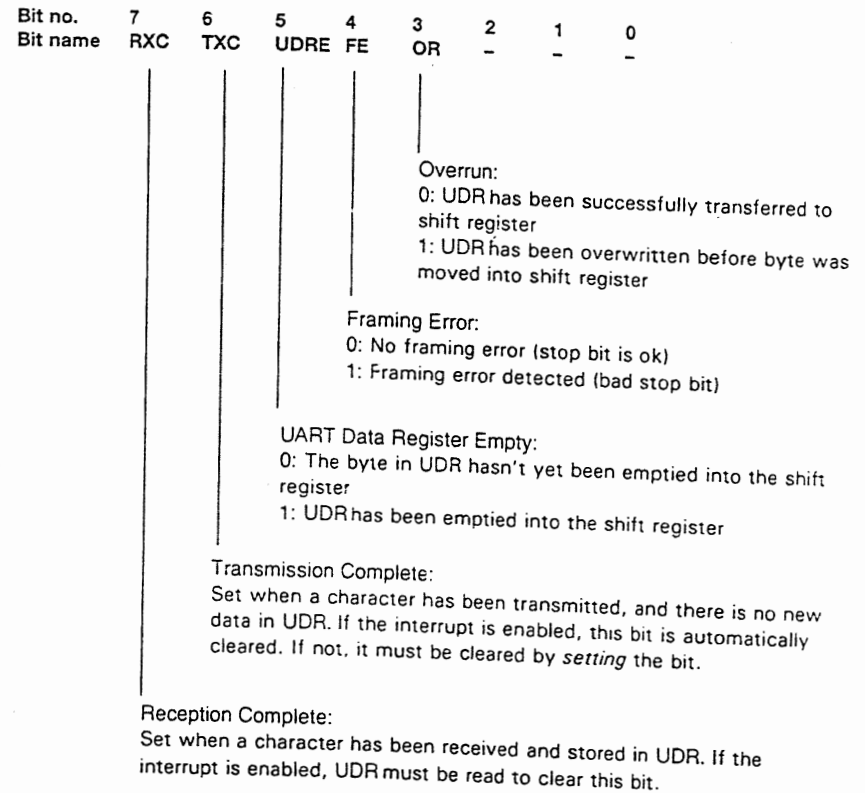 Bit no. 7 6 5 4 3 2 1 0
Bit name RXC TXC UDRE FE OR - - -
Overrun:
0: UDR has been successfully transferred to
shift register
1: UDR has been overwritten before byte was
moved into shift register
Framing Error:
0: No framing error (stop bit is ok)
1: Framing error detected (bad stop bit)
UART Data Register Empty:
0: The byte in UDR hasn't yet been emptied into the shift
register
1: UDR has been emptied into the shift register
Transmission Complete:
Set when a character has been transmitted, and there is no new
data in UDR. If the interrupt is enabled, this bit is automatically
cleared. If not, it must be cleared by setting the bit.
Reception Complete:
Set when a character has been received and stored in UDR. If the
interrupt is enabled, UDR must be read to clear this bit.